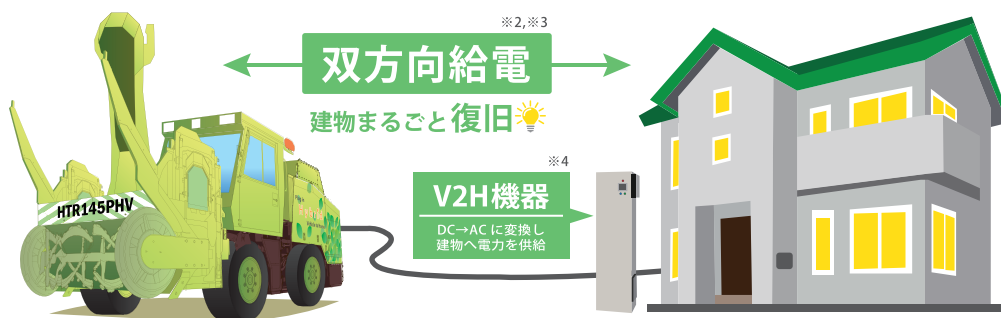 ※2,※3
双方向給電
建物まるごと復旧
※4
V2H機器
DC→ACに変換し
建物へ電力を供給
HTR145PHV